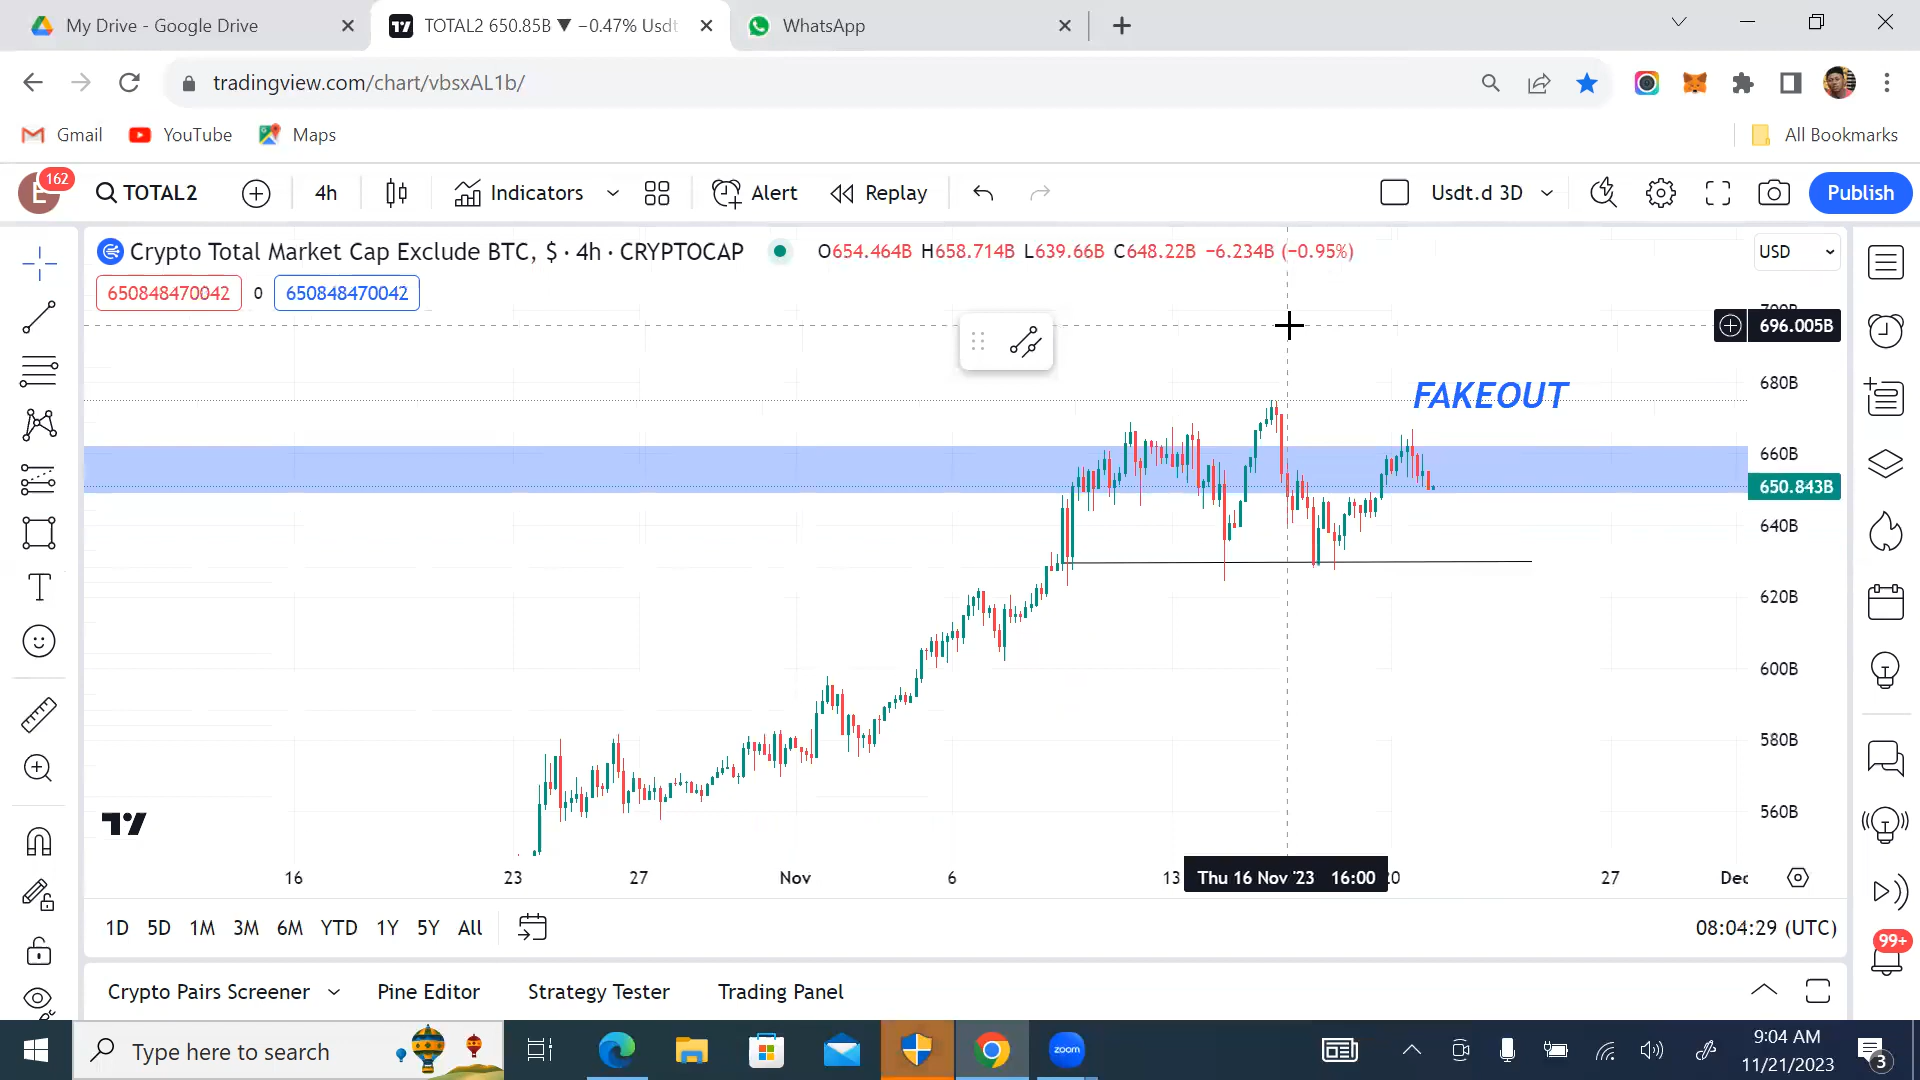 My Drive - Google Drive
TOTAL2 650.85B ▼ −0.47% Usdt
WhatsApp
tradingview.com/chart/vbsxAL1b/
Gmail
YouTube
Maps
All Bookmarks
E
162
TOTAL2
4h
Indicators
Alert
Replay
Usdt.d 3D
Publish
Crypto Total Market Cap Exclude BTC, $ · 4h · CRYPTOCAP
O654.464B H658.714B L639.66B C648.22B −6.234B (−0.95%)
USD
650848470042
0
650848470042
696.005B
680B
FAKEOUT
660B
650.843B
640B
620B
600B
580B
560B
16
23
27
Nov
6
13
Thu 16 Nov '23 16:00
27
1D 5D 1M 3M 6M YTD 1Y 5Y All
08:04:29 (UTC)
99+
Crypto Pairs Screener
Pine Editor
Strategy Tester
Trading Panel
Type here to search
zoom
9:04 AM
11/21/2023
3